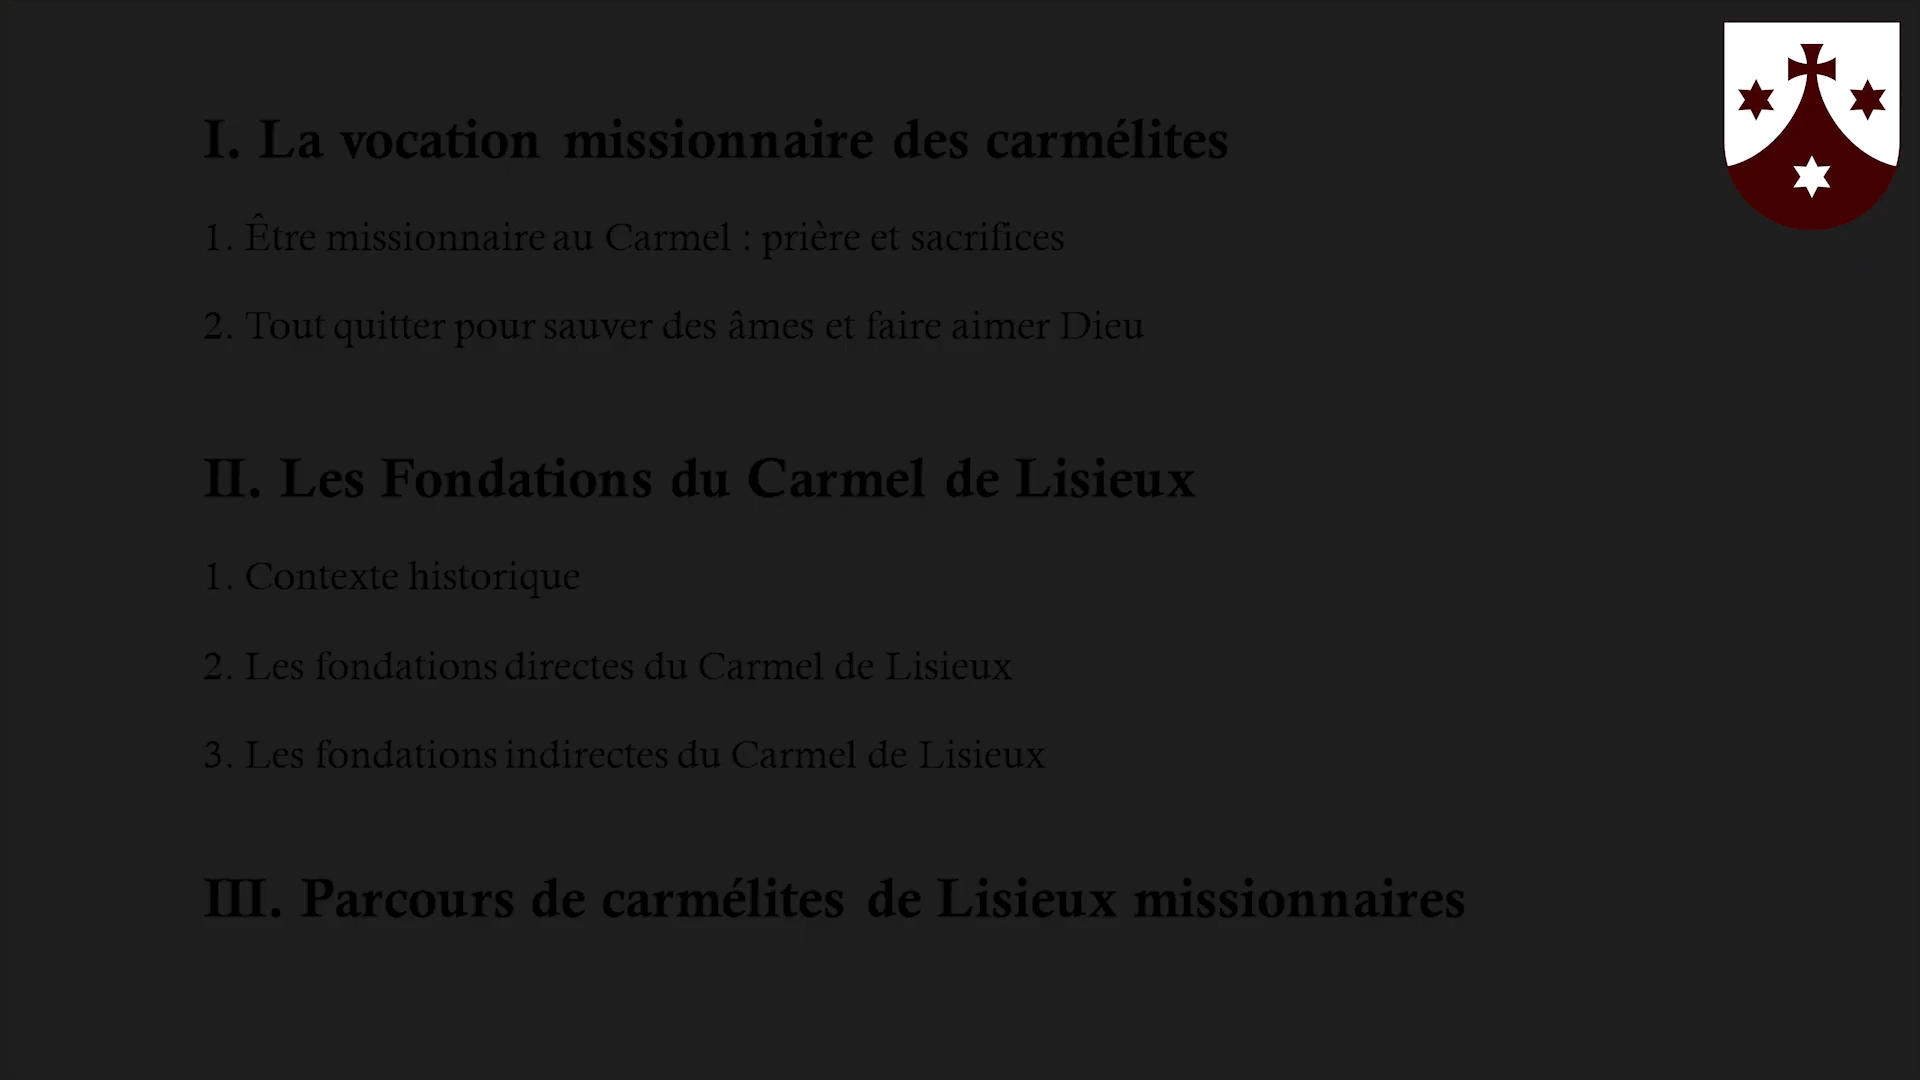 I. La vocation missionnaire des carmélites
1. Être missionnaire au Carmel : prière et sacrifices
2. Tout quitter pour sauver des âmes et faire aimer Dieu
II. Les Fondations du Carmel de Lisieux
1. Contexte historique
2. Les fondations directes du Carmel de Lisieux
3. Les fondations indirectes du Carmel de Lisieux
III. Parcours de carmélites de Lisieux missionnaires